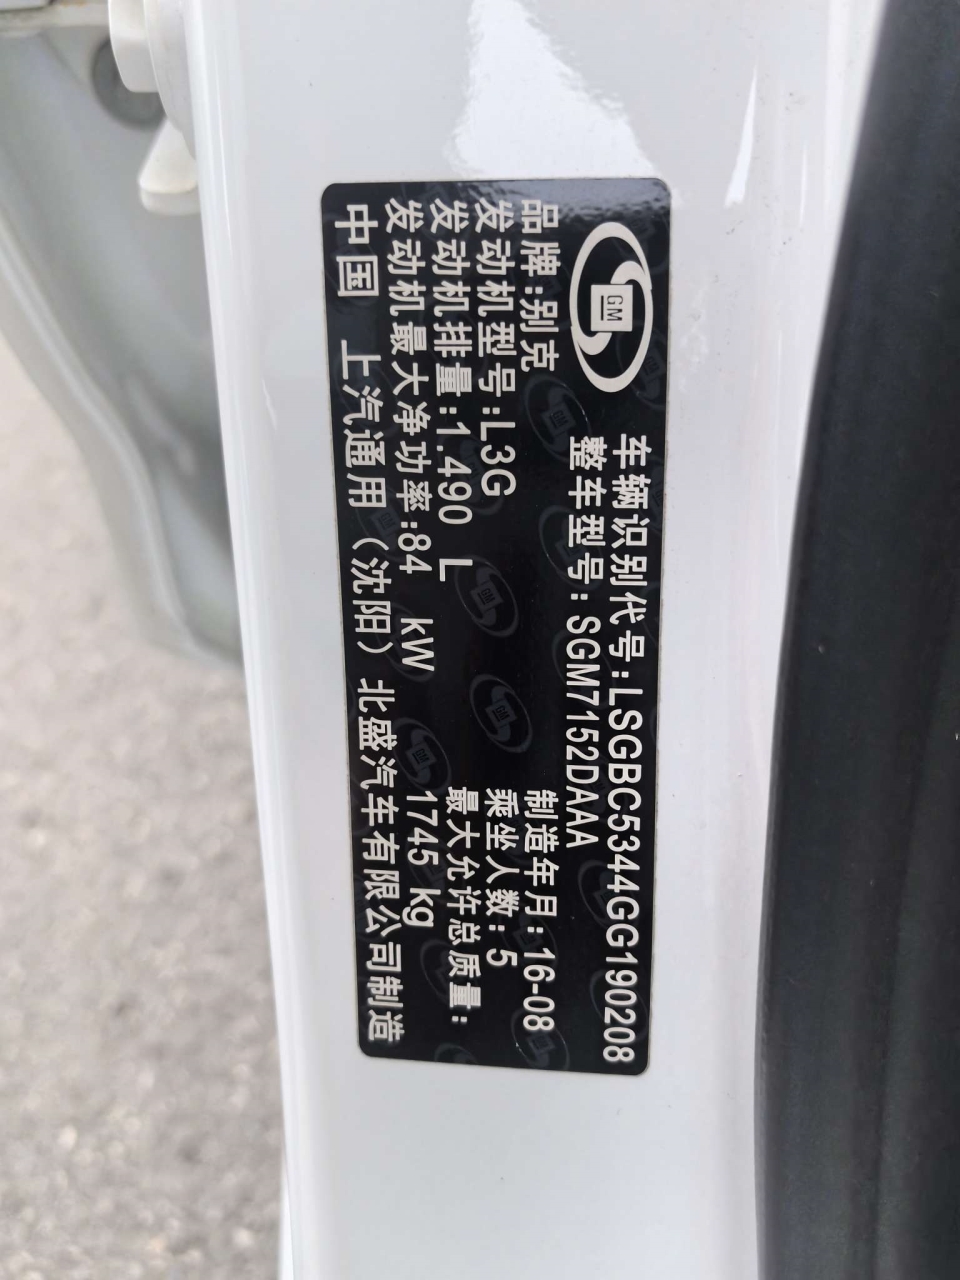 GM
车辆识别代号:LSGBC5344GG190208
整车型号:SGM7152DAAA
品牌:别克
制造年月:16-08
发动机型号:L3G
乘坐人数:5
发动机排量:1.490 L
最大允许总质量:
发动机最大净功率:84 kW
1745 kg
中国 上汽通用（沈阳）北盛汽车有限公司制造